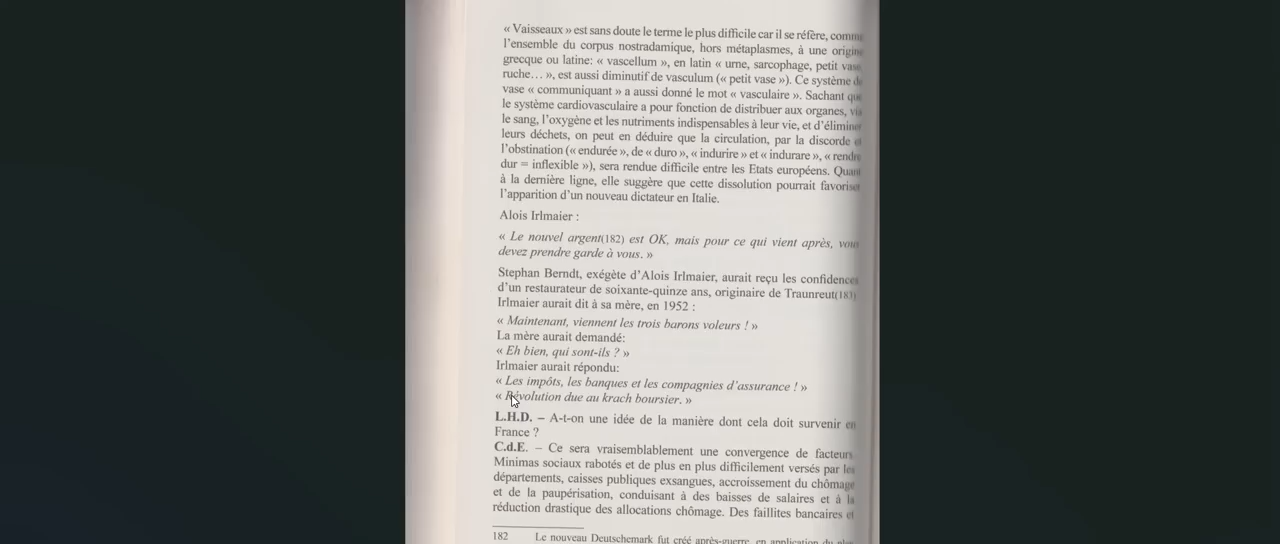 « Vaisseaux » est sans doute le terme le plus difficile car il se réfère, comme
l'ensemble du corpus nostradamique, hors métaplasmes, à une origine
grecque ou latine: « vascellum », en latin « urne, sarcophage, petit vase,
ruche… », est aussi diminutif de vasculum (« petit vase »). Ce système de
vase « communiquant » a aussi donné le mot « vasculaire ». Sachant que
le système cardiovasculaire a pour fonction de distribuer aux organes, via
le sang, l'oxygène et les nutriments indispensables à leur vie, et d'éliminer
leurs déchets, on peut en déduire que la circulation, par la discorde et
l'obstination (« endurée », de « duro », « indurire » et « indurare », « rendre
dur = inflexible »), sera rendue difficile entre les Etats européens. Quant
à la dernière ligne, elle suggère que cette dissolution pourrait favoriser
l'apparition d'un nouveau dictateur en Italie.
Alois Irlmaier :
« Le nouvel argent(182) est OK, mais pour ce qui vient après, vous
devez prendre garde à vous. »
Stephan Berndt, exégète d'Alois Irlmaier, aurait reçu les confidences
d'un restaurateur de soixante-quinze ans, originaire de Traunreut(183)
Irlmaier aurait dit à sa mère, en 1952 :
« Maintenant, viennent les trois barons voleurs ! »
La mère aurait demandé:
« Eh bien, qui sont-ils ? »
Irlmaier aurait répondu:
« Les impôts, les banques et les compagnies d'assurance ! »
« Révolution due au krach boursier. »
L.H.D. – A-t-on une idée de la manière dont cela doit survenir en
France ?
C.d.E. – Ce sera vraisemblablement une convergence de facteurs
Minimas sociaux rabotés et de plus en plus difficilement versés par les
départements, caisses publiques exsangues, accroissement du chômage
et de la paupérisation, conduisant à des baisses de salaires et à la
réduction drastique des allocations chômage. Des faillites bancaires et
182 Le nouveau Deutschemark fut créé après-guerre, en application du plan